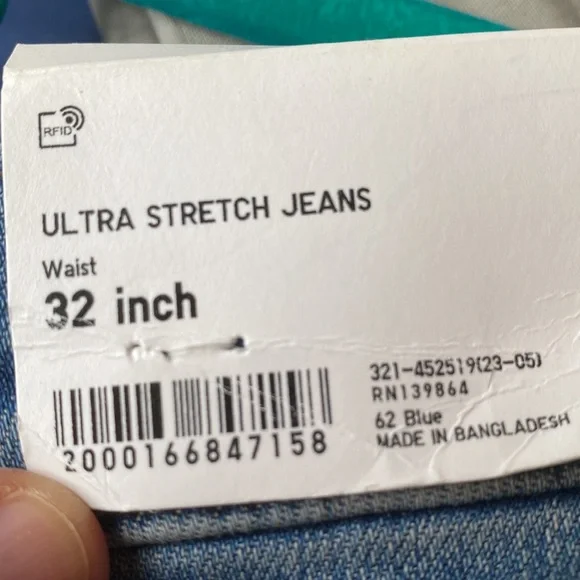 RFID
ULTRA STRETCH JEANS
Waist
32 inch
321-452519(23-05)
RN139864
62 Blue
MADE IN BANGLADESH
2000166847158